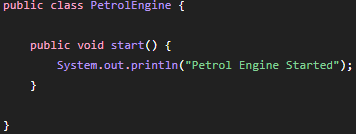 public class PetrolEngine {
public void start() {
System.out.println("Petrol Engine Started");
}
}